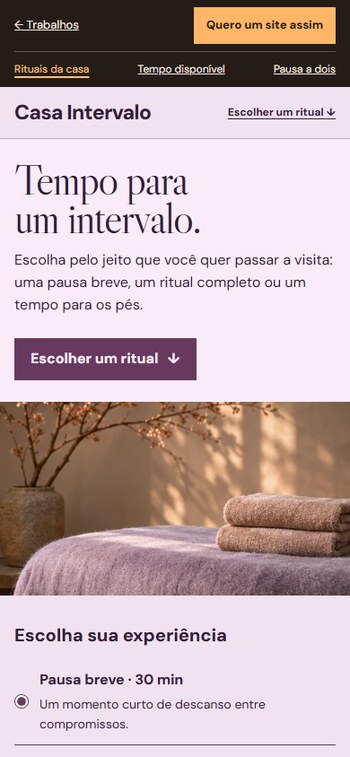 ← Trabalhos
Quero um site assim
Rituais da casa
Tempo disponível
Pausa a dois
Casa Intervalo
Escolher um ritual ↓
Tempo para
um intervalo.
Escolha pelo jeito que você quer passar a visita:
uma pausa breve, um ritual completo ou um
tempo para os pés.
Escolher um ritual ↓
Escolha sua experiência
Pausa breve · 30 min
Um momento curto de descanso entre
compromissos.